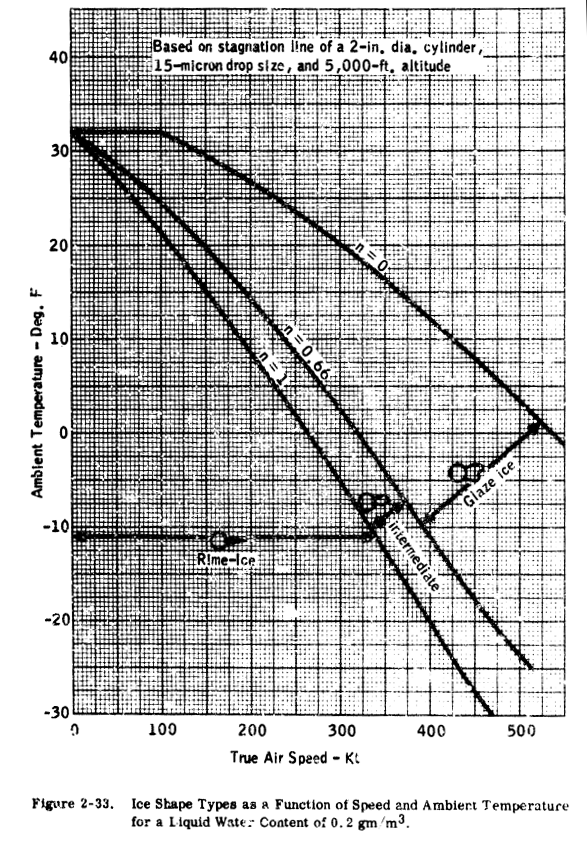 Based on stagnation line of a 2-in. dia. cylinder,
15-micron drop size, and 5,000-ft. altitude
40
30
20
10
0
-10
-20
-30
Ambient Temperature - Deg. F
n = 0
n = 0.66
n = 1
Glaze ice
Intermediate
Rime-Ice
0 100 200 300 400 500
True Air Speed - Kt
Figure 2-33. Ice Shape Types as a Function of Speed and Ambient Temperature
for a Liquid Water Content of 0.2 gm/m³.